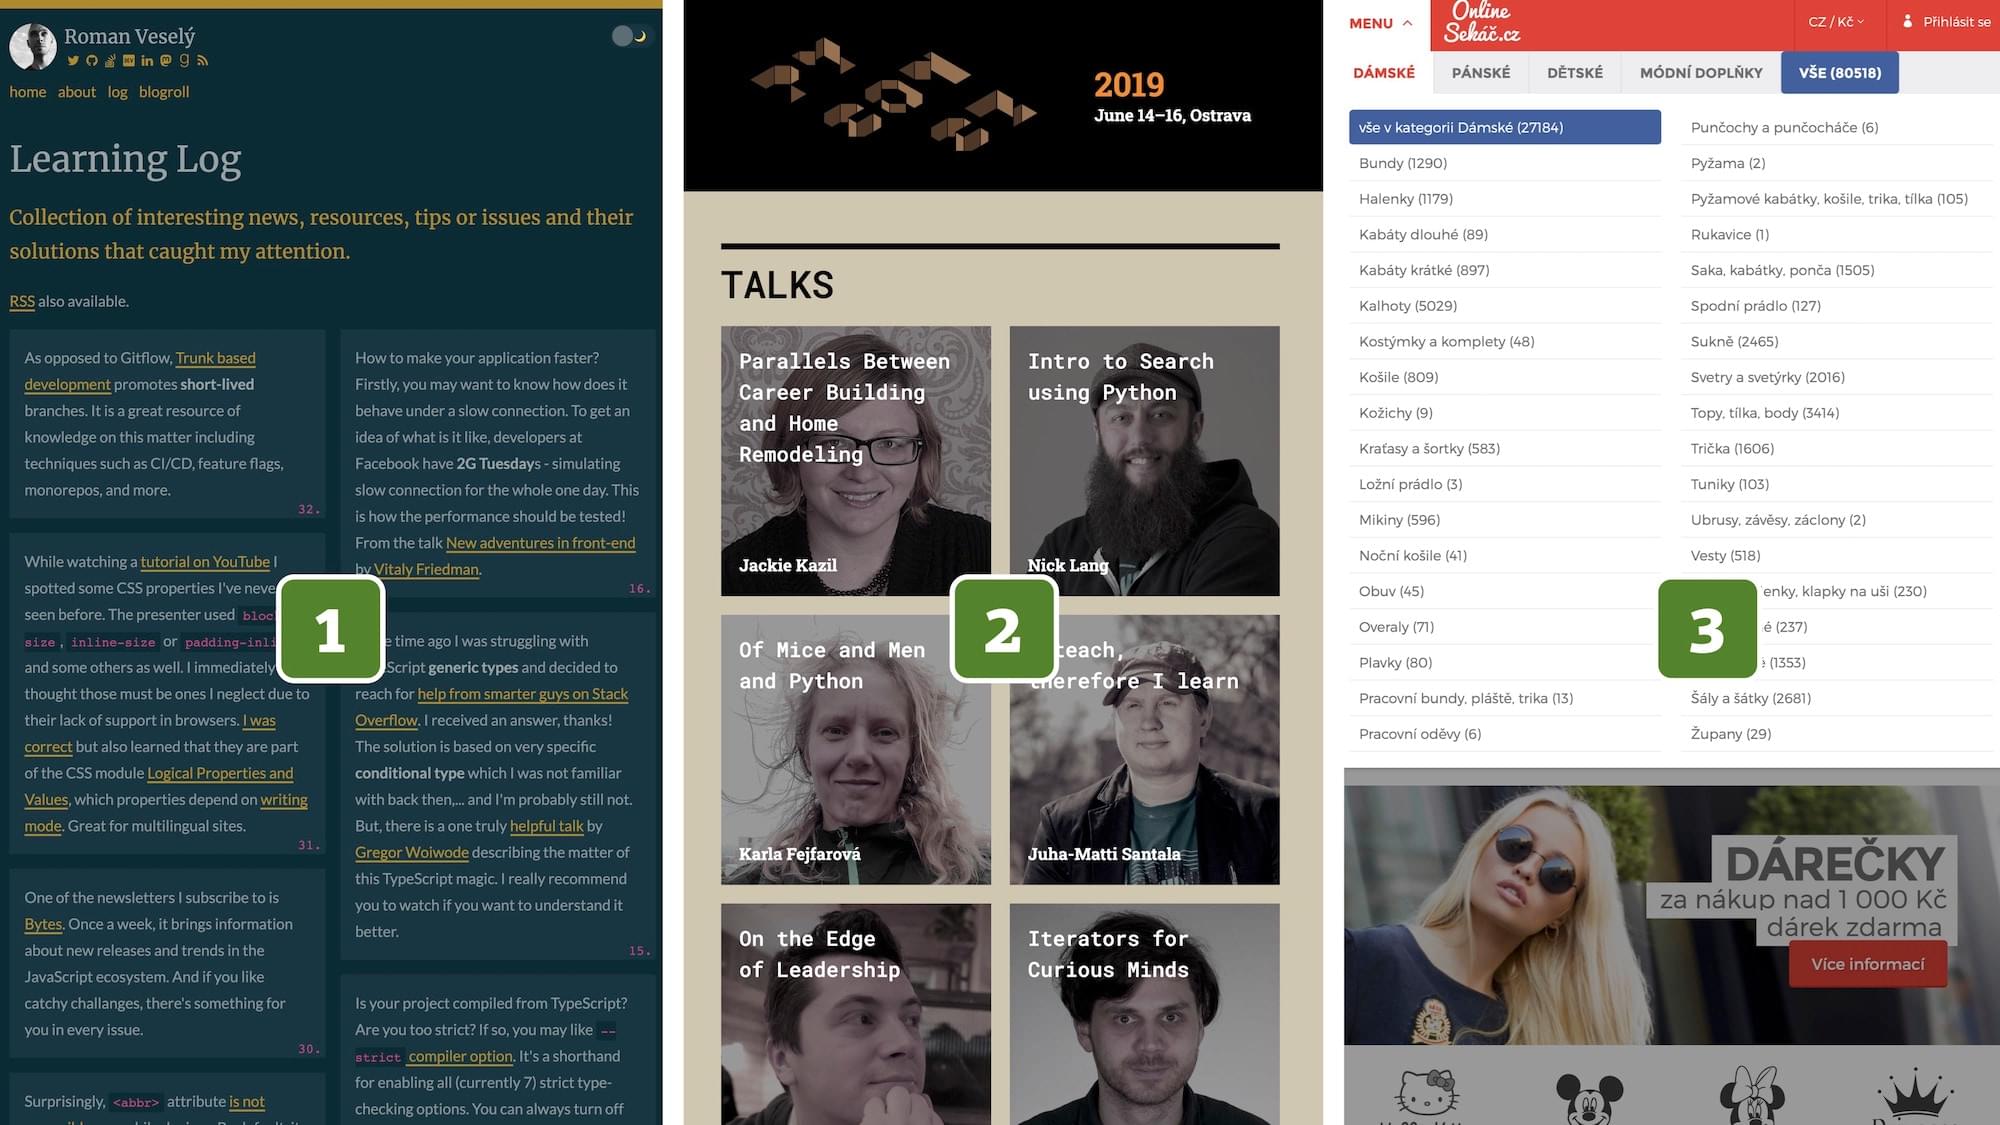 Roman Veselý
home about log blogroll
Learning Log
Collection of interesting news, resources, tips or issues and their
solutions that caught my attention.
RSS also available.
As opposed to Gitflow, Trunk based
development promotes short-lived
branches. It is a great resource of
knowledge on this matter including
techniques such as CI/CD, feature flags,
monorepos, and more.
32.
While watching a tutorial on YouTube I
spotted some CSS properties I've neve
seen before. The presenter used bloc
size, inline-size or padding-inli
and some others as well. I immediately
thought those must be ones I neglect due to
their lack of support in browsers. I was
correct but also learned that they are part
of the CSS module Logical Properties and
Values, which properties depend on writing
mode. Great for multilingual sites.
31.
One of the newsletters I subscribe to is
Bytes. Once a week, it brings information
about new releases and trends in the
JavaScript ecosystem. And if you like
catchy challanges, there's something for
you in every issue.
30.
Surprisingly, <abbr> attribute is not
How to make your application faster?
Firstly, you may want to know how does it
behave under a slow connection. To get an
idea of what is it like, developers at
Facebook have 2G Tuesdays - simulating
slow connection for the whole one day. This
is how the performance should be tested!
From the talk New adventures in front-end
by Vitaly Friedman.
16.
e time ago I was struggling with
Script generic types and decided to
reach for help from smarter guys on Stack
Overflow. I received an answer, thanks!
The solution is based on very specific
conditional type which I was not familiar
with back then,... and I'm probably still not.
But, there is a one truly helpful talk by
Gregor Woiwode describing the matter of
this TypeScript magic. I really recommend
you to watch if you want to understand it
better.
15.
Is your project compiled from TypeScript?
Are you too strict? If so, you may like --
strict compiler option. It's a shorthand
for enabling all (currently 7) strict type-
checking options. You can always turn off
1
2019
June 14–16, Ostrava
TALKS
Parallels Between
Career Building
and Home
Remodeling
Jackie Kazil
Intro to Search
using Python
Nick Lang
Of Mice and Men
and Python
Karla Fejfarová
teach,
therefore I learn
Juha-Matti Santala
On the Edge
of Leadership
Iterators for
Curious Minds
2
MENU
Online
Sekáč.cz
CZ / Kč
Přihlásit se
DÁMSKÉ PÁNSKÉ DĚTSKÉ MÓDNÍ DOPLŇKY VŠE (80518)
vše v kategorii Dámské (27184)
Bundy (1290)
Halenky (1179)
Kabáty dlouhé (89)
Kabáty krátké (897)
Kalhoty (5029)
Kostýmky a komplety (48)
Košile (809)
Kožichy (9)
Kraťasy a šortky (583)
Ložní prádlo (3)
Mikiny (596)
Noční košile (41)
Obuv (45)
Overaly (71)
Plavky (80)
Pracovní bundy, pláště, trika (13)
Pracovní oděvy (6)
Punčochy a punčocháče (6)
Pyžama (2)
Pyžamové kabátky, košile, trika, tílka (105)
Rukavice (1)
Saka, kabátky, ponča (1505)
Spodní prádlo (127)
Sukně (2465)
Svetry a svetýrky (2016)
Topy, tílka, body (3414)
Trička (1606)
Tuniky (103)
Ubrusy, závěsy, záclony (2)
Vesty (518)
enky, klapky na uši (230)
é (237)
(1353)
Šály a šátky (2681)
Župany (29)
3
DÁREČKY
za nákup nad 1 000 Kč
dárek zdarma
Více informací